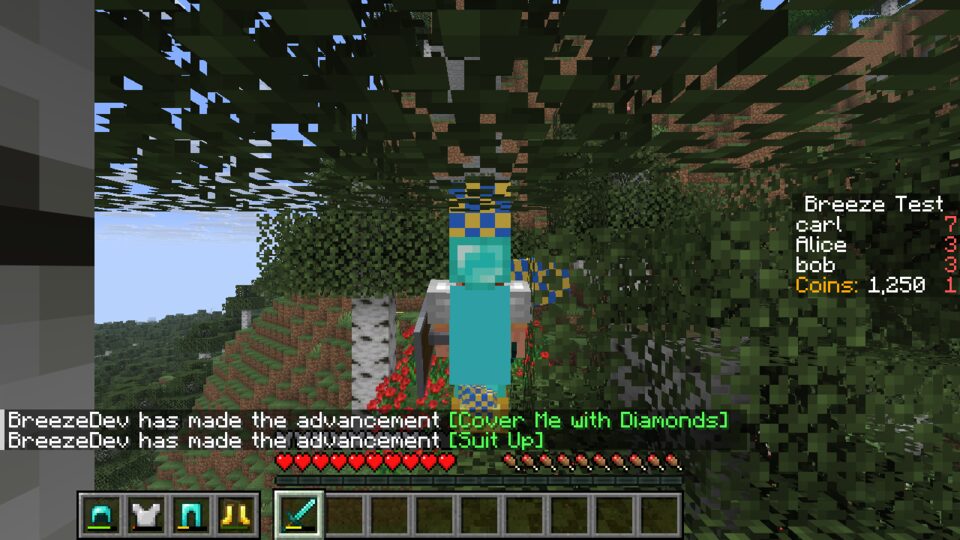 Breeze Test
carl 7
Alice 3
bob 3
Coins: 1,250 1
BreezeDev has made the advancement [Cover Me with Diamonds]
BreezeDev has made the advancement [Suit Up]